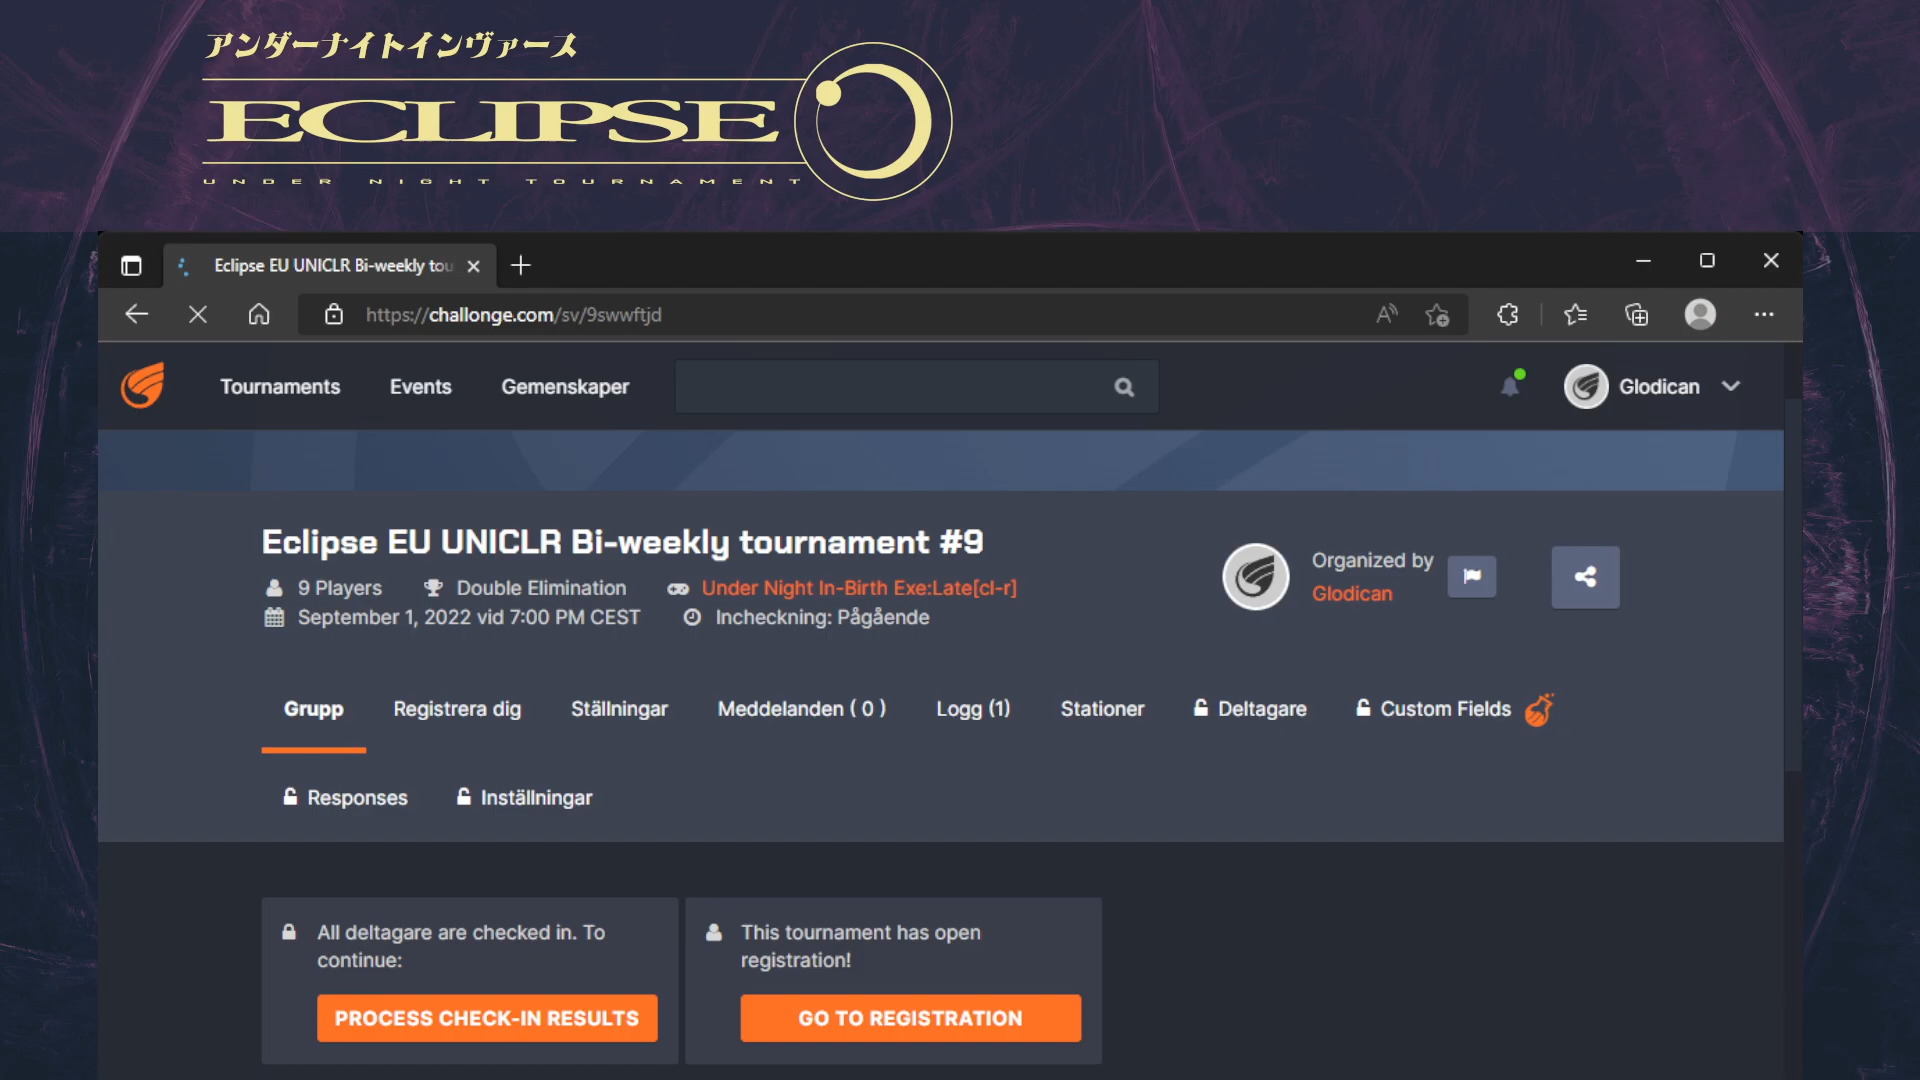 アンダーナイトインヴァース
ECLIPSE
UNDER NIGHT TOURNAMENT
Eclipse EU UNICLR Bi-weekly tou
https://challonge.com/sv/9swwftjd
Tournaments Events Gemenskaper Glodican
Eclipse EU UNICLR Bi-weekly tournament #9
9 Players Double Elimination Under Night In-Birth Exe:Late[cl-r]
September 1, 2022 vid 7:00 PM CEST Incheckning: Pågående
Organized by
Glodican
Grupp Registrera dig Ställningar Meddelanden ( 0 ) Logg (1) Stationer Deltagare Custom Fields
Responses Inställningar
All deltagare are checked in. To
continue:
PROCESS CHECK-IN RESULTS
This tournament has open
registration!
GO TO REGISTRATION